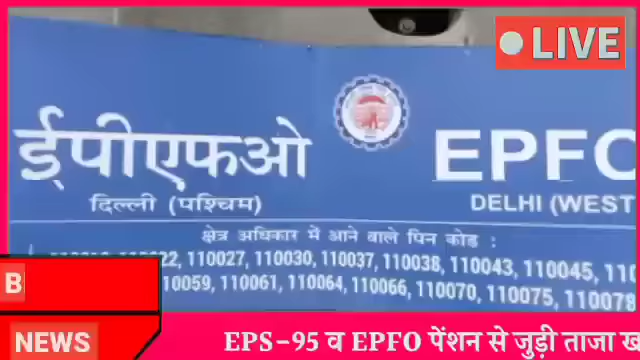 LIVE
ईपीएफओ
EPFO
दिल्ली (पश्चिम)
DELHI (WEST
क्षेत्र अधिकार में आने वाले पिन कोड :
110027, 110030, 110037, 110038, 110043, 110045,
110061, 110064, 110066, 110070, 110075, 110078
B
NEWS
EPS-95 व EPFO पेंशन से जुड़ी ताजा ख